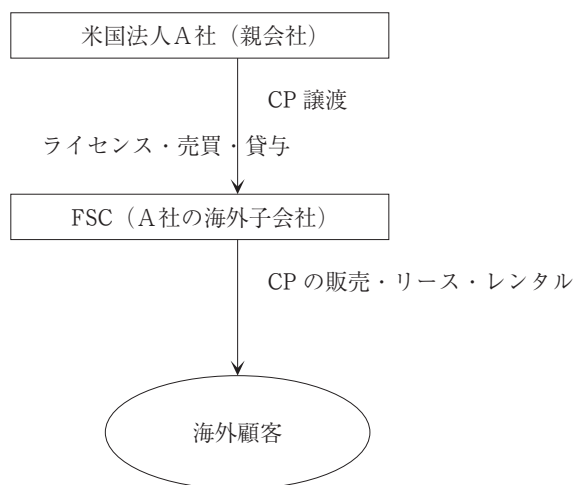 米国法人A社（親会社）
CP 譲渡
ライセンス・売買・貸与
FSC（A社の海外子会社）
CP の販売・リース・レンタル
海外顧客